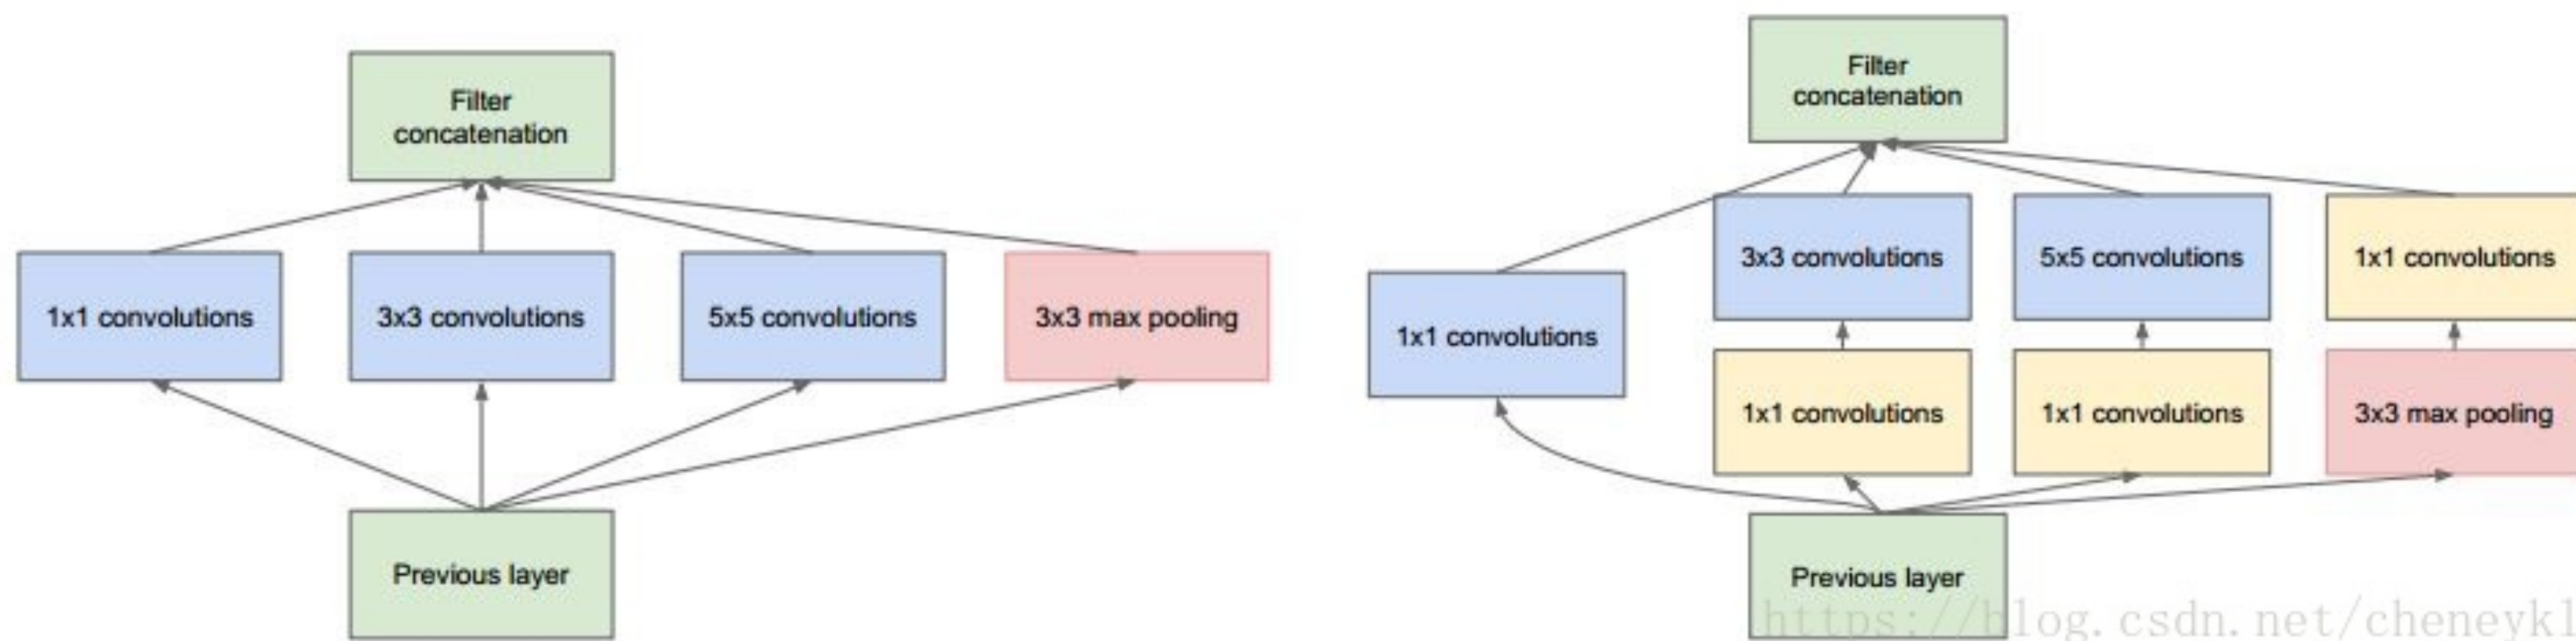 Filter
concatenation
1x1 convolutions
3x3 convolutions
5x5 convolutions
3x3 max pooling
Previous layer
Filter
concatenation
3x3 convolutions
5x5 convolutions
1x1 convolutions
1x1 convolutions
1x1 convolutions
1x1 convolutions
3x3 max pooling
Previous layer
https://blog.csdn.net/cheneykl